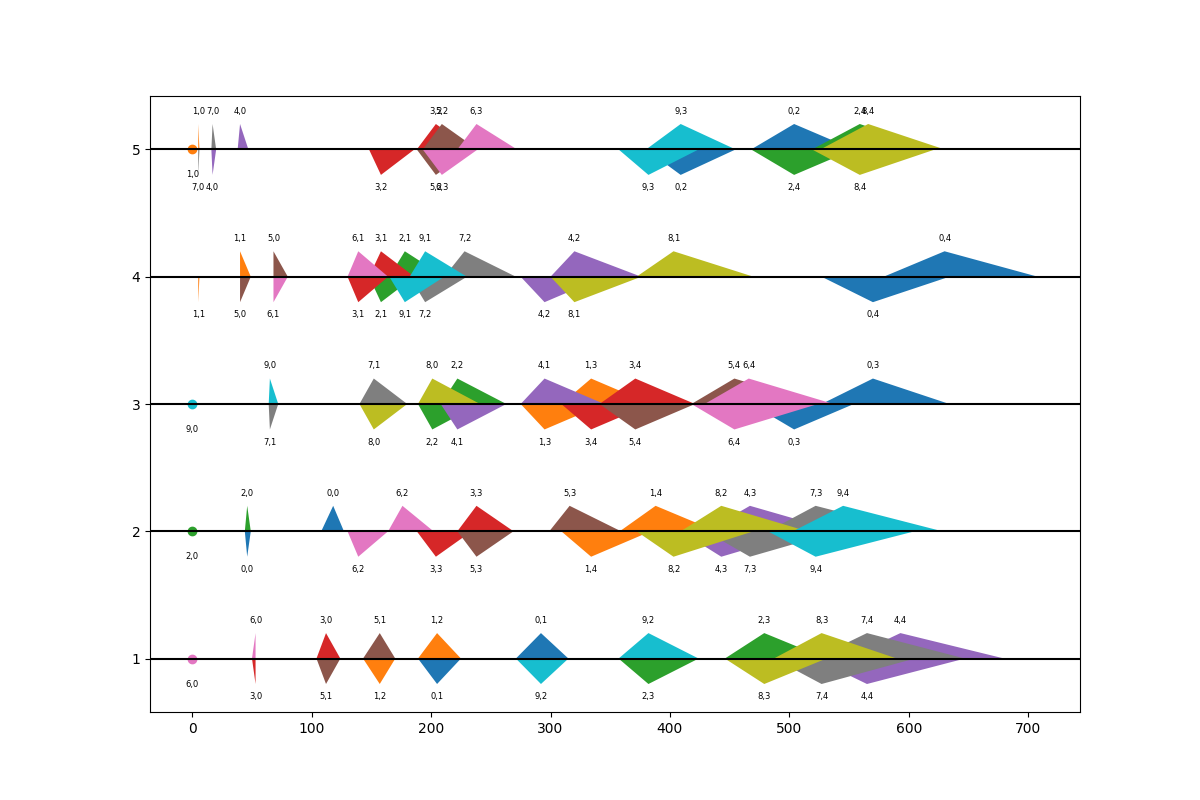 1,0 7,0 4,0 3,2 5,2 6,3 9,3 0,2 2,4 8,4
5
1,0
7,0 4,0 3,2 5,2 6,3 9,3 0,2 2,4 8,4
1,1 5,0 6,1 3,1 2,1 9,1 7,2 4,2 8,1 0,4
4
1,1 5,0 6,1 3,1 2,1 9,1 7,2 4,2 8,1 0,4
9,0 7,1 8,0 2,2 4,1 1,3 3,4 5,4 6,4 0,3
3
9,0
7,1 8,0 2,2 4,1 1,3 3,4 5,4 6,4 0,3
2,0 0,0 6,2 3,3 5,3 1,4 8,2 4,3 7,3 9,4
2
2,0
0,0 6,2 3,3 5,3 1,4 8,2 4,3 7,3 9,4
6,0 3,0 5,1 1,2 0,1 9,2 2,3 8,3 7,4 4,4
1
6,0
3,0 5,1 1,2 0,1 9,2 2,3 8,3 7,4 4,4
0 100 200 300 400 500 600 700